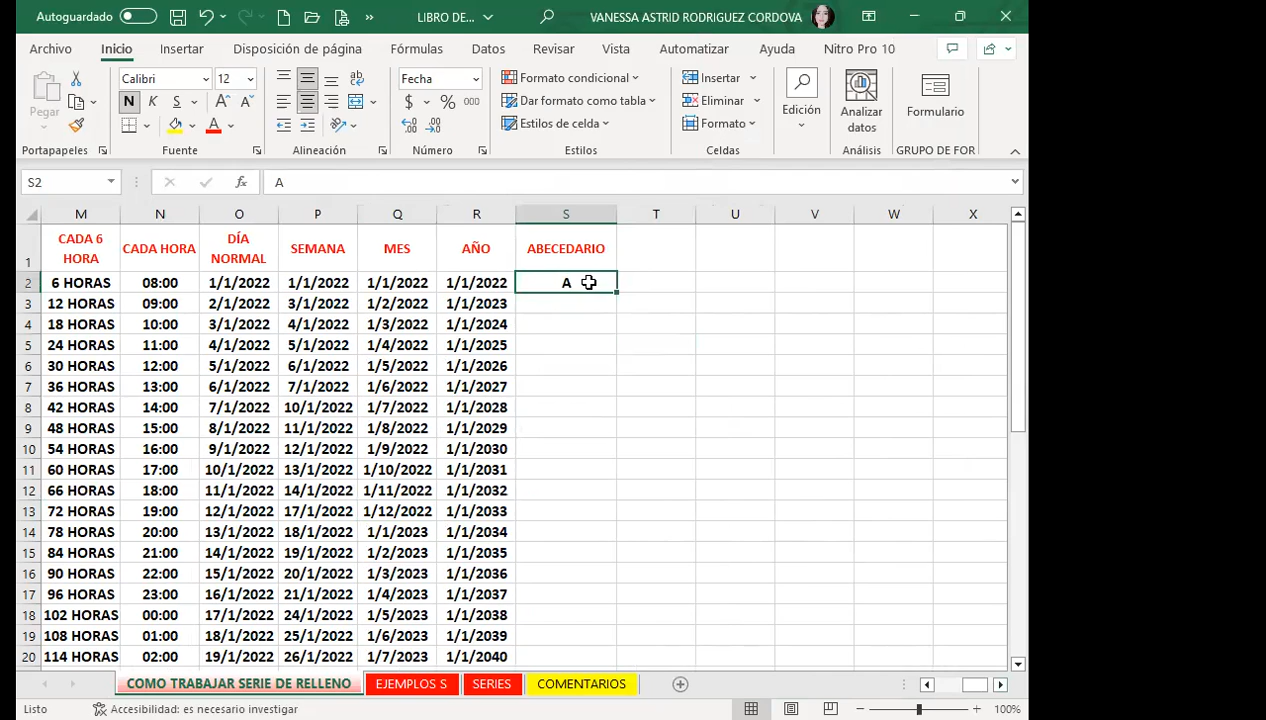 Autoguardado
LIBRO DE...
VANESSA ASTRID RODRIGUEZ CORDOVA
Archivo Inicio Insertar Disposición de página Fórmulas Datos Revisar Vista Automatizar Ayuda Nitro Pro 10
Pegar
Portapapeles
Calibri 12
N K S
Fuente
Alineación
Fecha
$ % 000
Número
Formato condicional
Dar formato como tabla
Estilos de celda
Estilos
Insertar
Eliminar
Formato
Celdas
Edición
Analizar datos
Análisis
Formulario
GRUPO DE FOR
S2 fx A
M N O P Q R S T U V W X
1 CADA 6 HORA CADA HORA DÍA NORMAL SEMANA MES AÑO ABECEDARIO
2 6 HORAS 08:00 1/1/2022 1/1/2022 1/1/2022 1/1/2022 A
3 12 HORAS 09:00 2/1/2022 3/1/2022 1/2/2022 1/1/2023
4 18 HORAS 10:00 3/1/2022 4/1/2022 1/3/2022 1/1/2024
5 24 HORAS 11:00 4/1/2022 5/1/2022 1/4/2022 1/1/2025
6 30 HORAS 12:00 5/1/2022 6/1/2022 1/5/2022 1/1/2026
7 36 HORAS 13:00 6/1/2022 7/1/2022 1/6/2022 1/1/2027
8 42 HORAS 14:00 7/1/2022 10/1/2022 1/7/2022 1/1/2028
9 48 HORAS 15:00 8/1/2022 11/1/2022 1/8/2022 1/1/2029
10 54 HORAS 16:00 9/1/2022 12/1/2022 1/9/2022 1/1/2030
11 60 HORAS 17:00 10/1/2022 13/1/2022 1/10/2022 1/1/2031
12 66 HORAS 18:00 11/1/2022 14/1/2022 1/11/2022 1/1/2032
13 72 HORAS 19:00 12/1/2022 17/1/2022 1/12/2022 1/1/2033
14 78 HORAS 20:00 13/1/2022 18/1/2022 1/1/2023 1/1/2034
15 84 HORAS 21:00 14/1/2022 19/1/2022 1/2/2023 1/1/2035
16 90 HORAS 22:00 15/1/2022 20/1/2022 1/3/2023 1/1/2036
17 96 HORAS 23:00 16/1/2022 21/1/2022 1/4/2023 1/1/2037
18 102 HORAS 00:00 17/1/2022 24/1/2022 1/5/2023 1/1/2038
19 108 HORAS 01:00 18/1/2022 25/1/2022 1/6/2023 1/1/2039
20 114 HORAS 02:00 19/1/2022 26/1/2022 1/7/2023 1/1/2040
COMO TRABAJAR SERIE DE RELLENO EJEMPLOS S SERIES COMENTARIOS
Listo Accesibilidad: es necesario investigar 100%